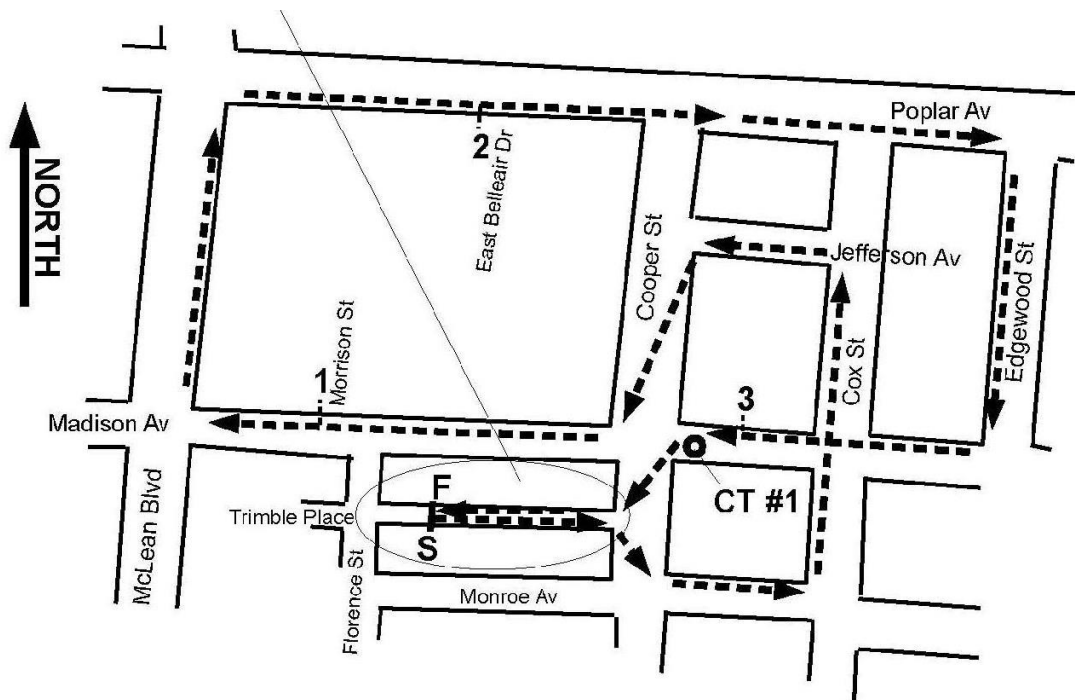 Poplar Av
NORTH
2
East Belleair Dr
Cooper St
Jefferson Av
Edgewood St
Cox St
Morrison St
1
3
Madison Av
CT #1
F
Trimble Place
S
McLean Blvd
Florence St
Monroe Av